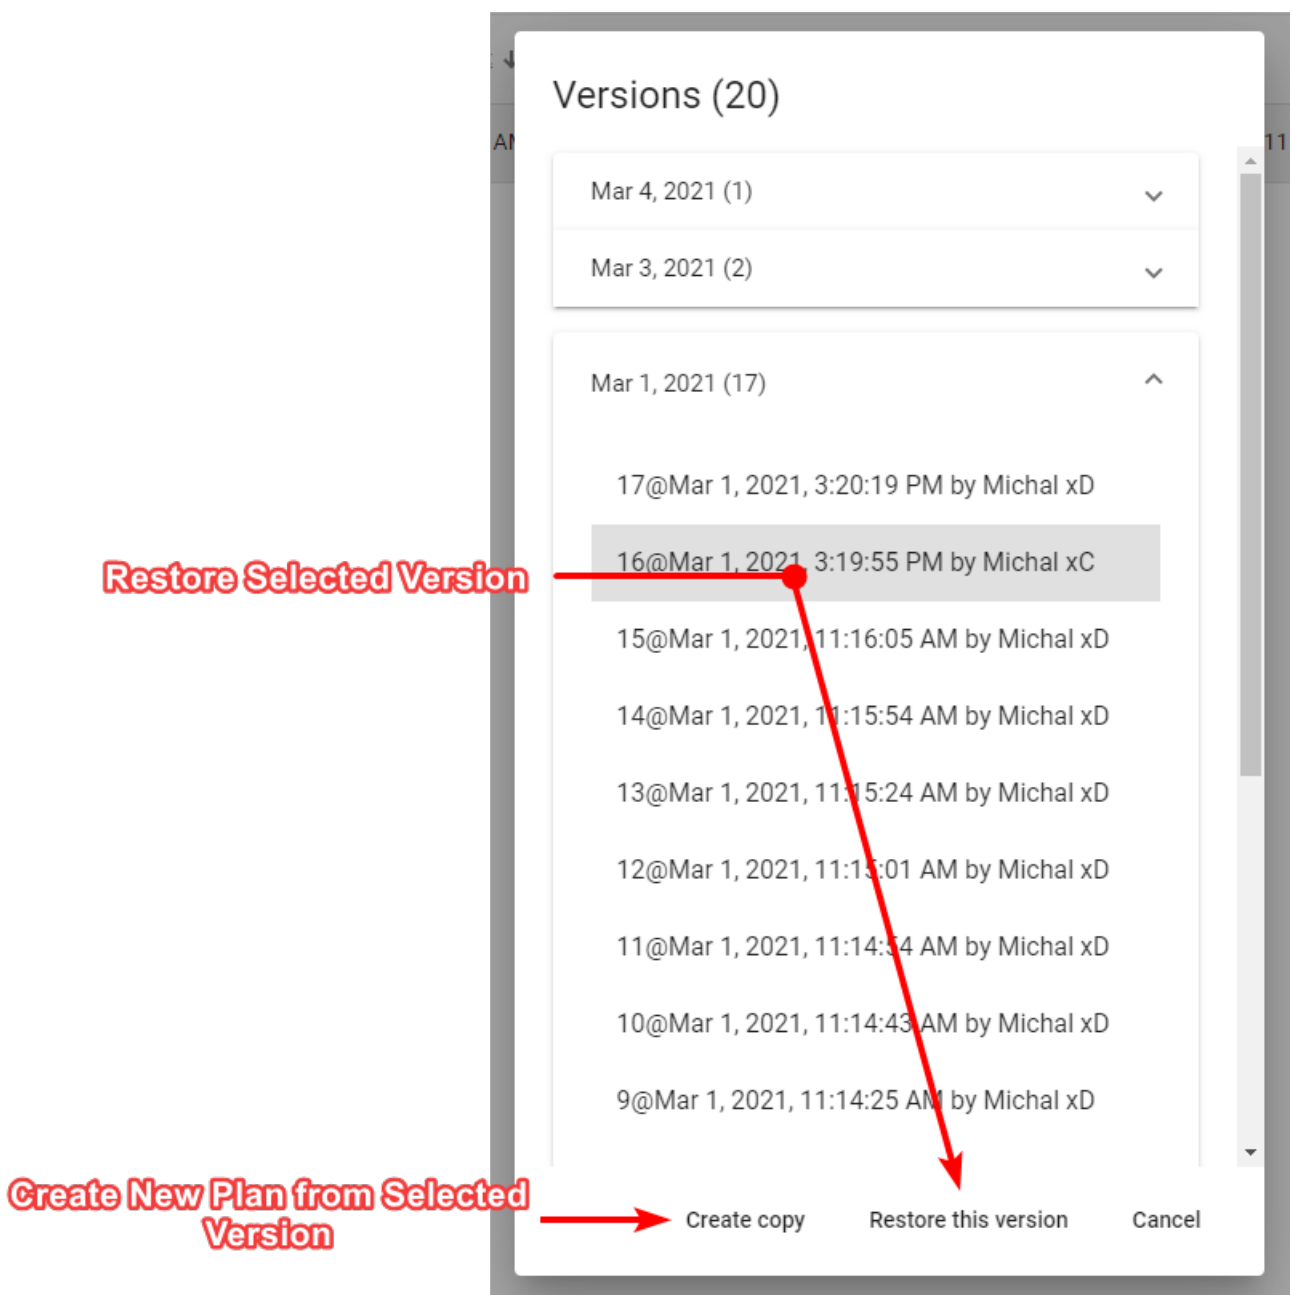 Versions (20)
AM
11
Mar 4, 2021 (1)
Mar 3, 2021 (2)
Mar 1, 2021 (17)
17@Mar 1, 2021, 3:20:19 PM by Michal xD
16@Mar 1, 2021, 3:19:55 PM by Michal xC
Restore Selected Version
15@Mar 1, 2021, 11:16:05 AM by Michal xD
14@Mar 1, 2021, 11:15:54 AM by Michal xD
13@Mar 1, 2021, 11:15:24 AM by Michal xD
12@Mar 1, 2021, 11:15:01 AM by Michal xD
11@Mar 1, 2021, 11:14:54 AM by Michal xD
10@Mar 1, 2021, 11:14:43 AM by Michal xD
9@Mar 1, 2021, 11:14:25 AM by Michal xD
Create New Plan from Selected
Version
Create copy Restore this version Cancel